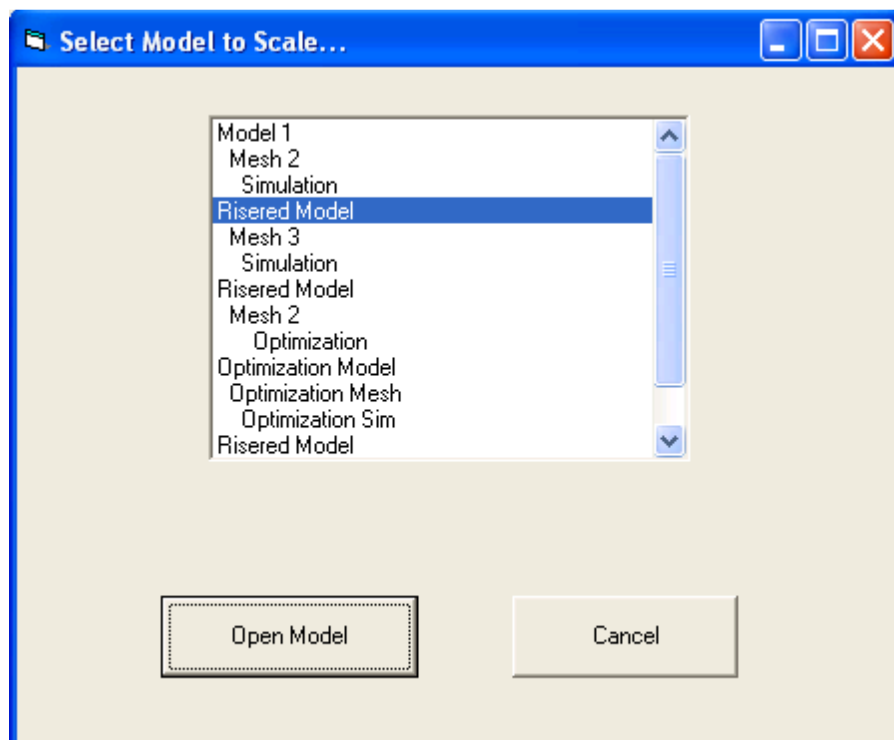 Select Model to Scale...
Model 1
Mesh 2
Simulation
Risered Model
Mesh 3
Simulation
Risered Model
Mesh 2
Optimization
Optimization Model
Optimization Mesh
Optimization Sim
Risered Model
Open Model
Cancel